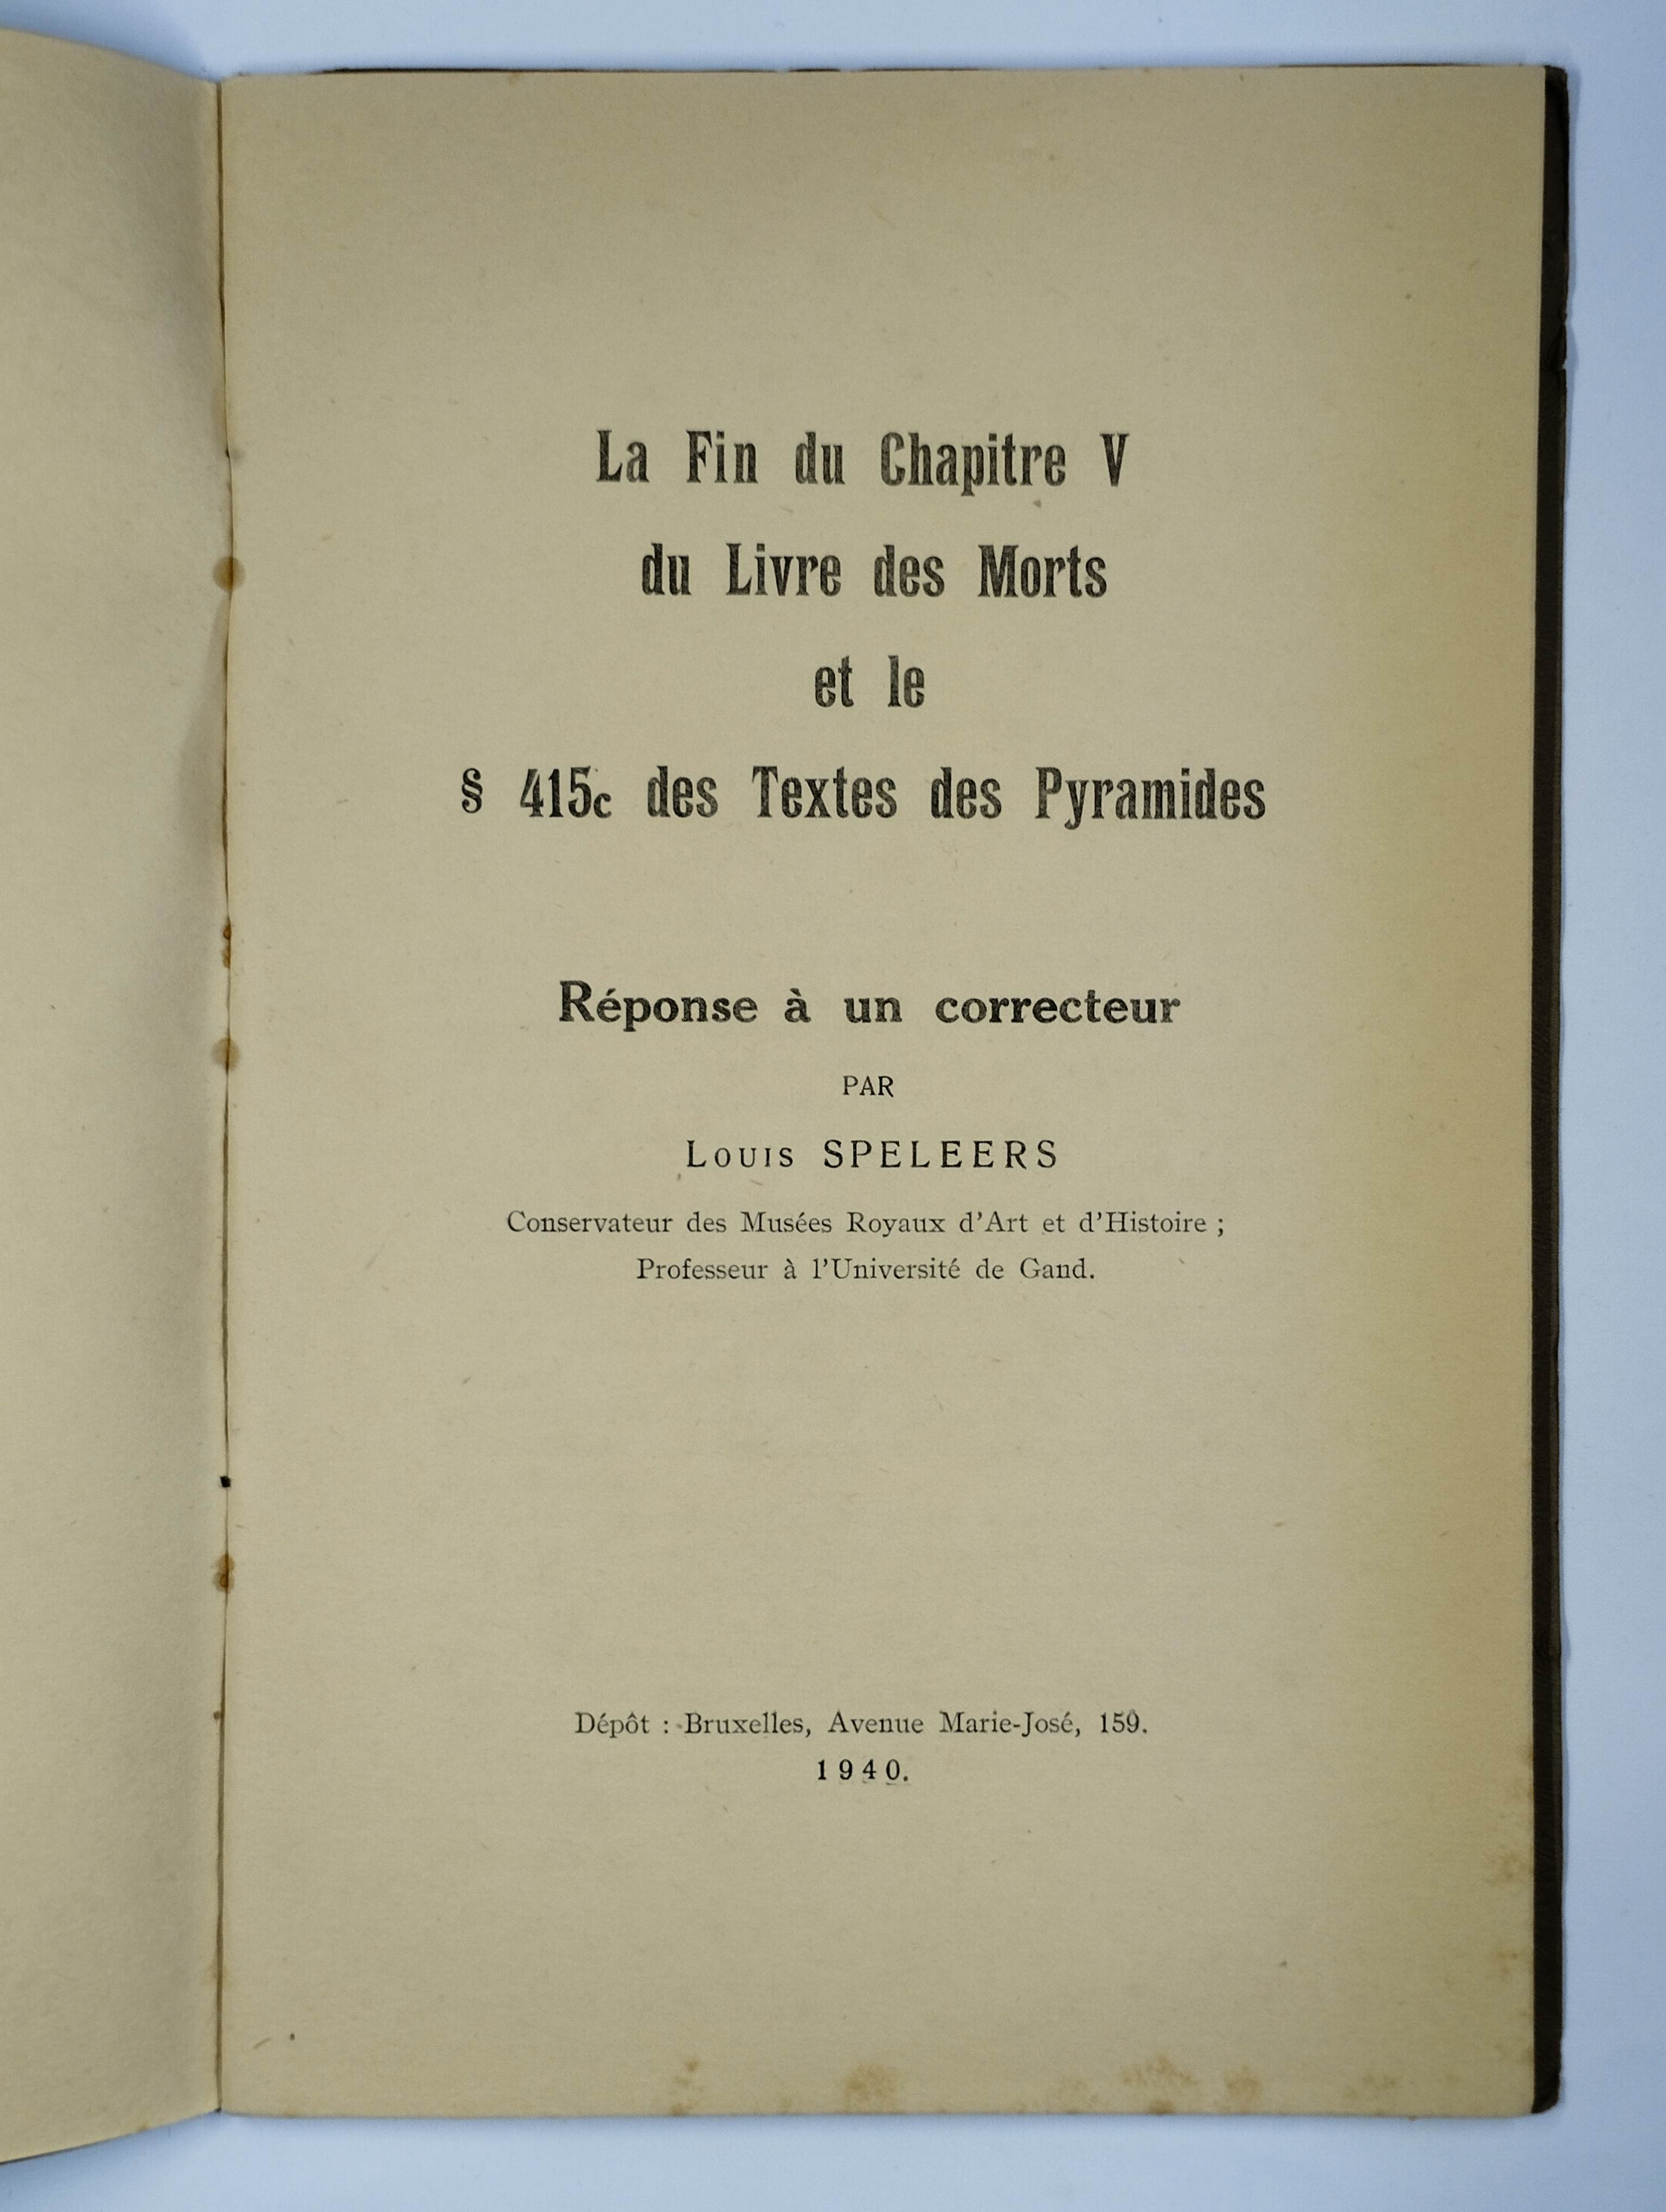 La Fin du Chapitre V
du Livre des Morts
et le
§ 415c des Textes des Pyramides
Réponse à un correcteur
PAR
Louis SPELEERS
Conservateur des Musées Royaux d'Art et d'Histoire ;
Professeur à l'Université de Gand.
Dépôt : Bruxelles, Avenue Marie-José, 159.
1940.